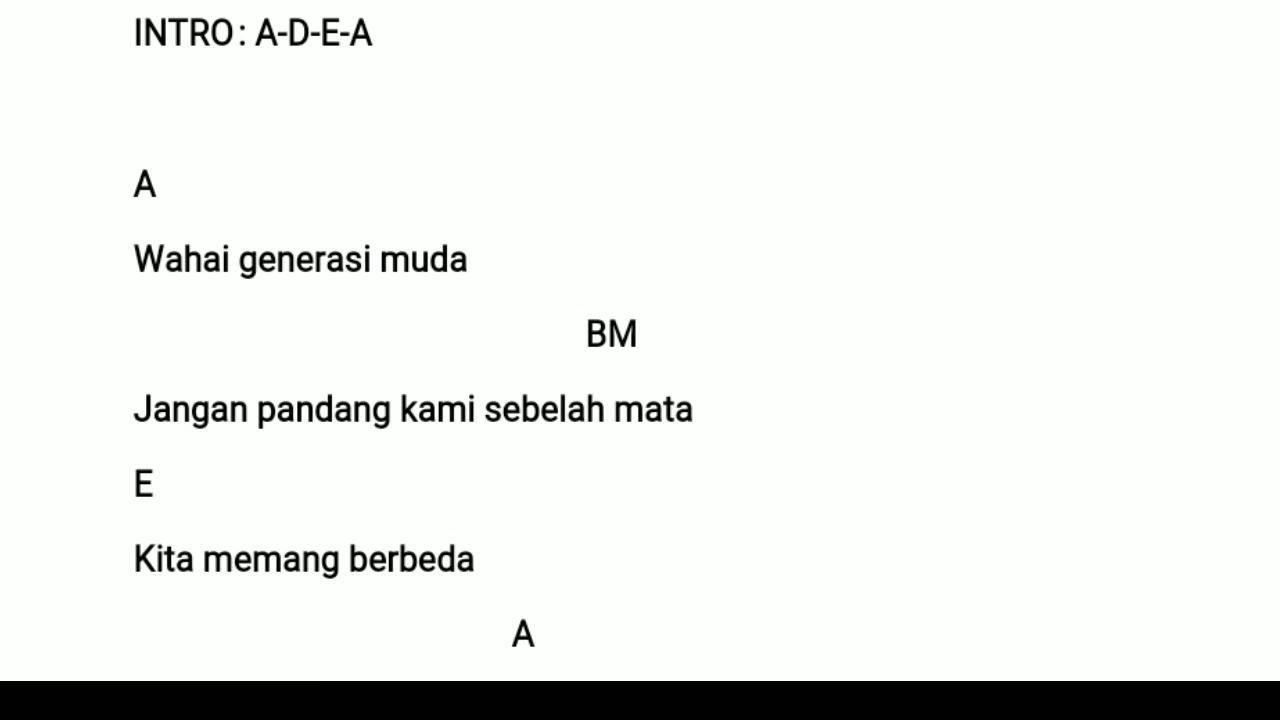 INTRO : A-D-E-A
A
Wahai generasi muda
BM
Jangan pandang kami sebelah mata
E
Kita memang berbeda
A